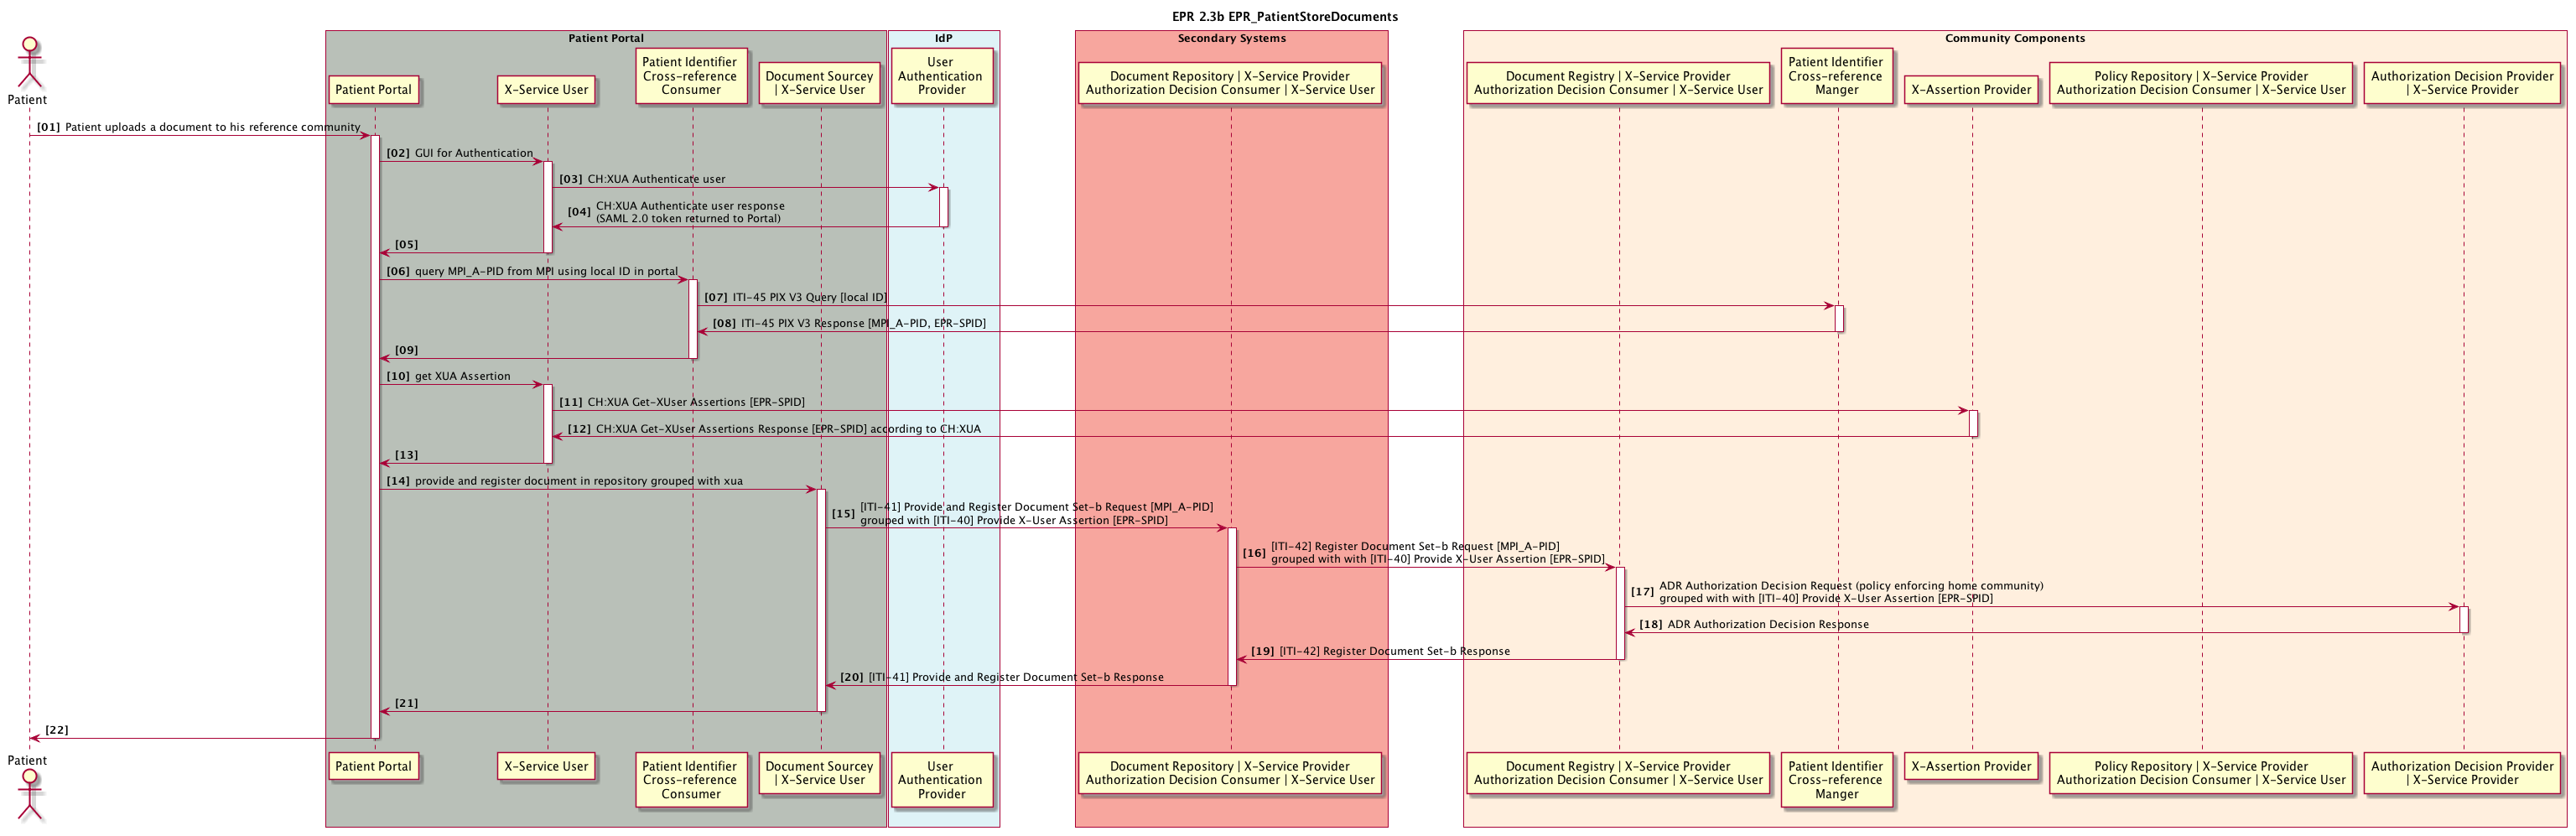 EPR 2.3b EPR_PatientStoreDocuments
Patient Portal
IdP
Secondary Systems
Community Components
Patient
Patient Portal
X-Service User
Patient Identifier
Cross-reference
Consumer
Document Sourcey
| X-Service User
User
Authentication
Provider
Document Repository | X-Service Provider
Authorization Decision Consumer | X-Service User
Document Registry | X-Service Provider
Authorization Decision Consumer | X-Service User
Patient Identifier
Cross-reference
Manger
X-Assertion Provider
Policy Repository | X-Service Provider
Authorization Decision Consumer | X-Service User
Authorization Decision Provider
| X-Service Provider
[01] Patient uploads a document to his reference community
[02] GUI for Authentication
[03] CH:XUA Authenticate user
[04] CH:XUA Authenticate user response
(SAML 2.0 token returned to Portal)
[05]
[06] query MPI_A-PID from MPI using local ID in portal
[07] ITI-45 PIX V3 Query [local ID]
[08] ITI-45 PIX V3 Response [MPI_A-PID, EPR-SPID]
[09]
[10] get XUA Assertion
[11] CH:XUA Get-XUser Assertions [EPR-SPID]
[12] CH:XUA Get-XUser Assertions Response [EPR-SPID] according to CH:XUA
[13]
[14] provide and register document in repository grouped with xua
[15] [ITI-41] Provide and Register Document Set-b Request [MPI_A-PID]
grouped with [ITI-40] Provide X-User Assertion [EPR-SPID]
[16] [ITI-42] Register Document Set-b Request [MPI_A-PID]
grouped with with [ITI-40] Provide X-User Assertion [EPR-SPID]
[17] ADR Authorization Decision Request (policy enforcing home community)
grouped with with [ITI-40] Provide X-User Assertion [EPR-SPID]
[18] ADR Authorization Decision Response
[19] [ITI-42] Register Document Set-b Response
[20] [ITI-41] Provide and Register Document Set-b Response
[21]
[22]
Patient
Patient Portal
X-Service User
Patient Identifier
Cross-reference
Consumer
Document Sourcey
| X-Service User
User
Authentication
Provider
Document Repository | X-Service Provider
Authorization Decision Consumer | X-Service User
Document Registry | X-Service Provider
Authorization Decision Consumer | X-Service User
Patient Identifier
Cross-reference
Manger
X-Assertion Provider
Policy Repository | X-Service Provider
Authorization Decision Consumer | X-Service User
Authorization Decision Provider
| X-Service Provider